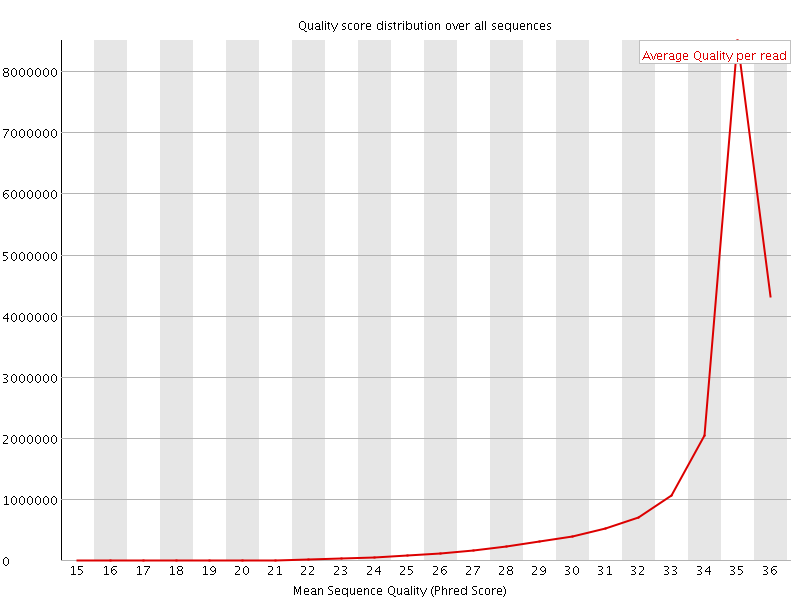 Quality score distribution over all sequences
Average Quality per read
8000000
7000000
6000000
5000000
4000000
3000000
2000000
1000000
0
15 16 17 18 19 20 21 22 23 24 25 26 27 28 29 30 31 32 33 34 35 36
Mean Sequence Quality (Phred Score)